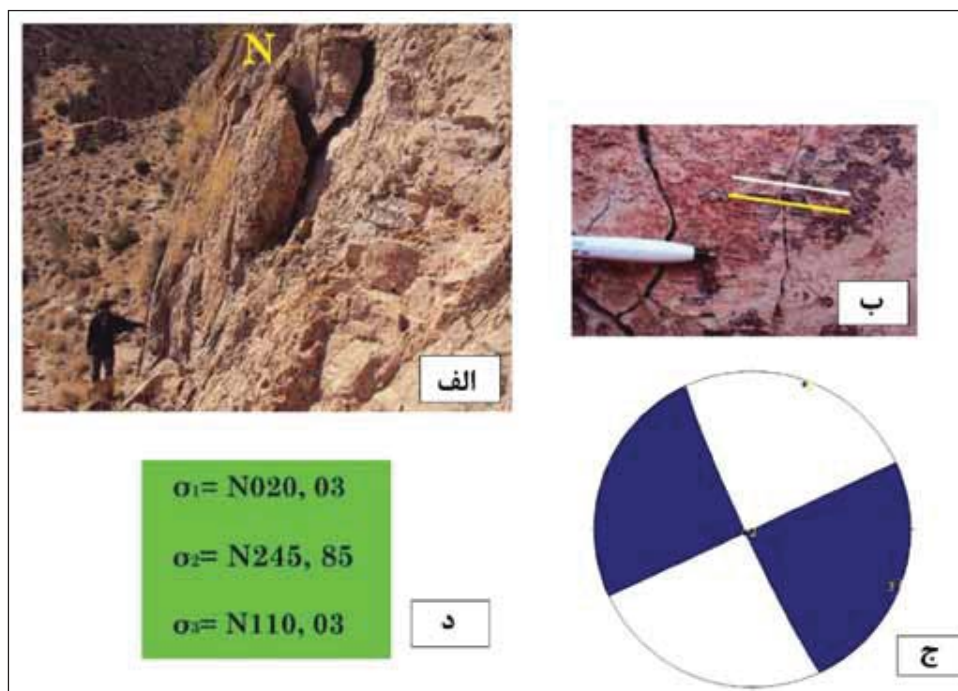 N
الف
ب
σ1= N020, 03
σ2= N245, 85
σ3= N110, 03
د
ج